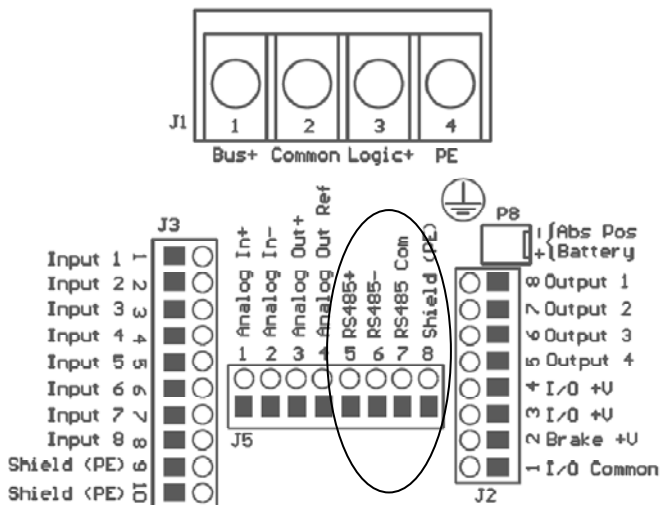 J1
1 2 3 4
Bus+ Common Logic+ PE
J3
Input 1 1
Input 2 2
Input 3 3
Input 4 4
Input 5 5
Input 6 6
Input 7 7
Input 8 8
Shield (PE) 9
Shield (PE) 10
Analog In+
Analog In-
Analog Out+
Analog Out Ref
RS485+
RS485-
RS485 Com
Shield (PE)
1 2 3 4 5 6 7 8
J5
P8
- Abs Pos
+ Battery
8 Output 1
7 Output 2
6 Output 3
5 Output 4
4 I/O +V
3 I/O +V
2 Brake +V
1 I/O Common
J2